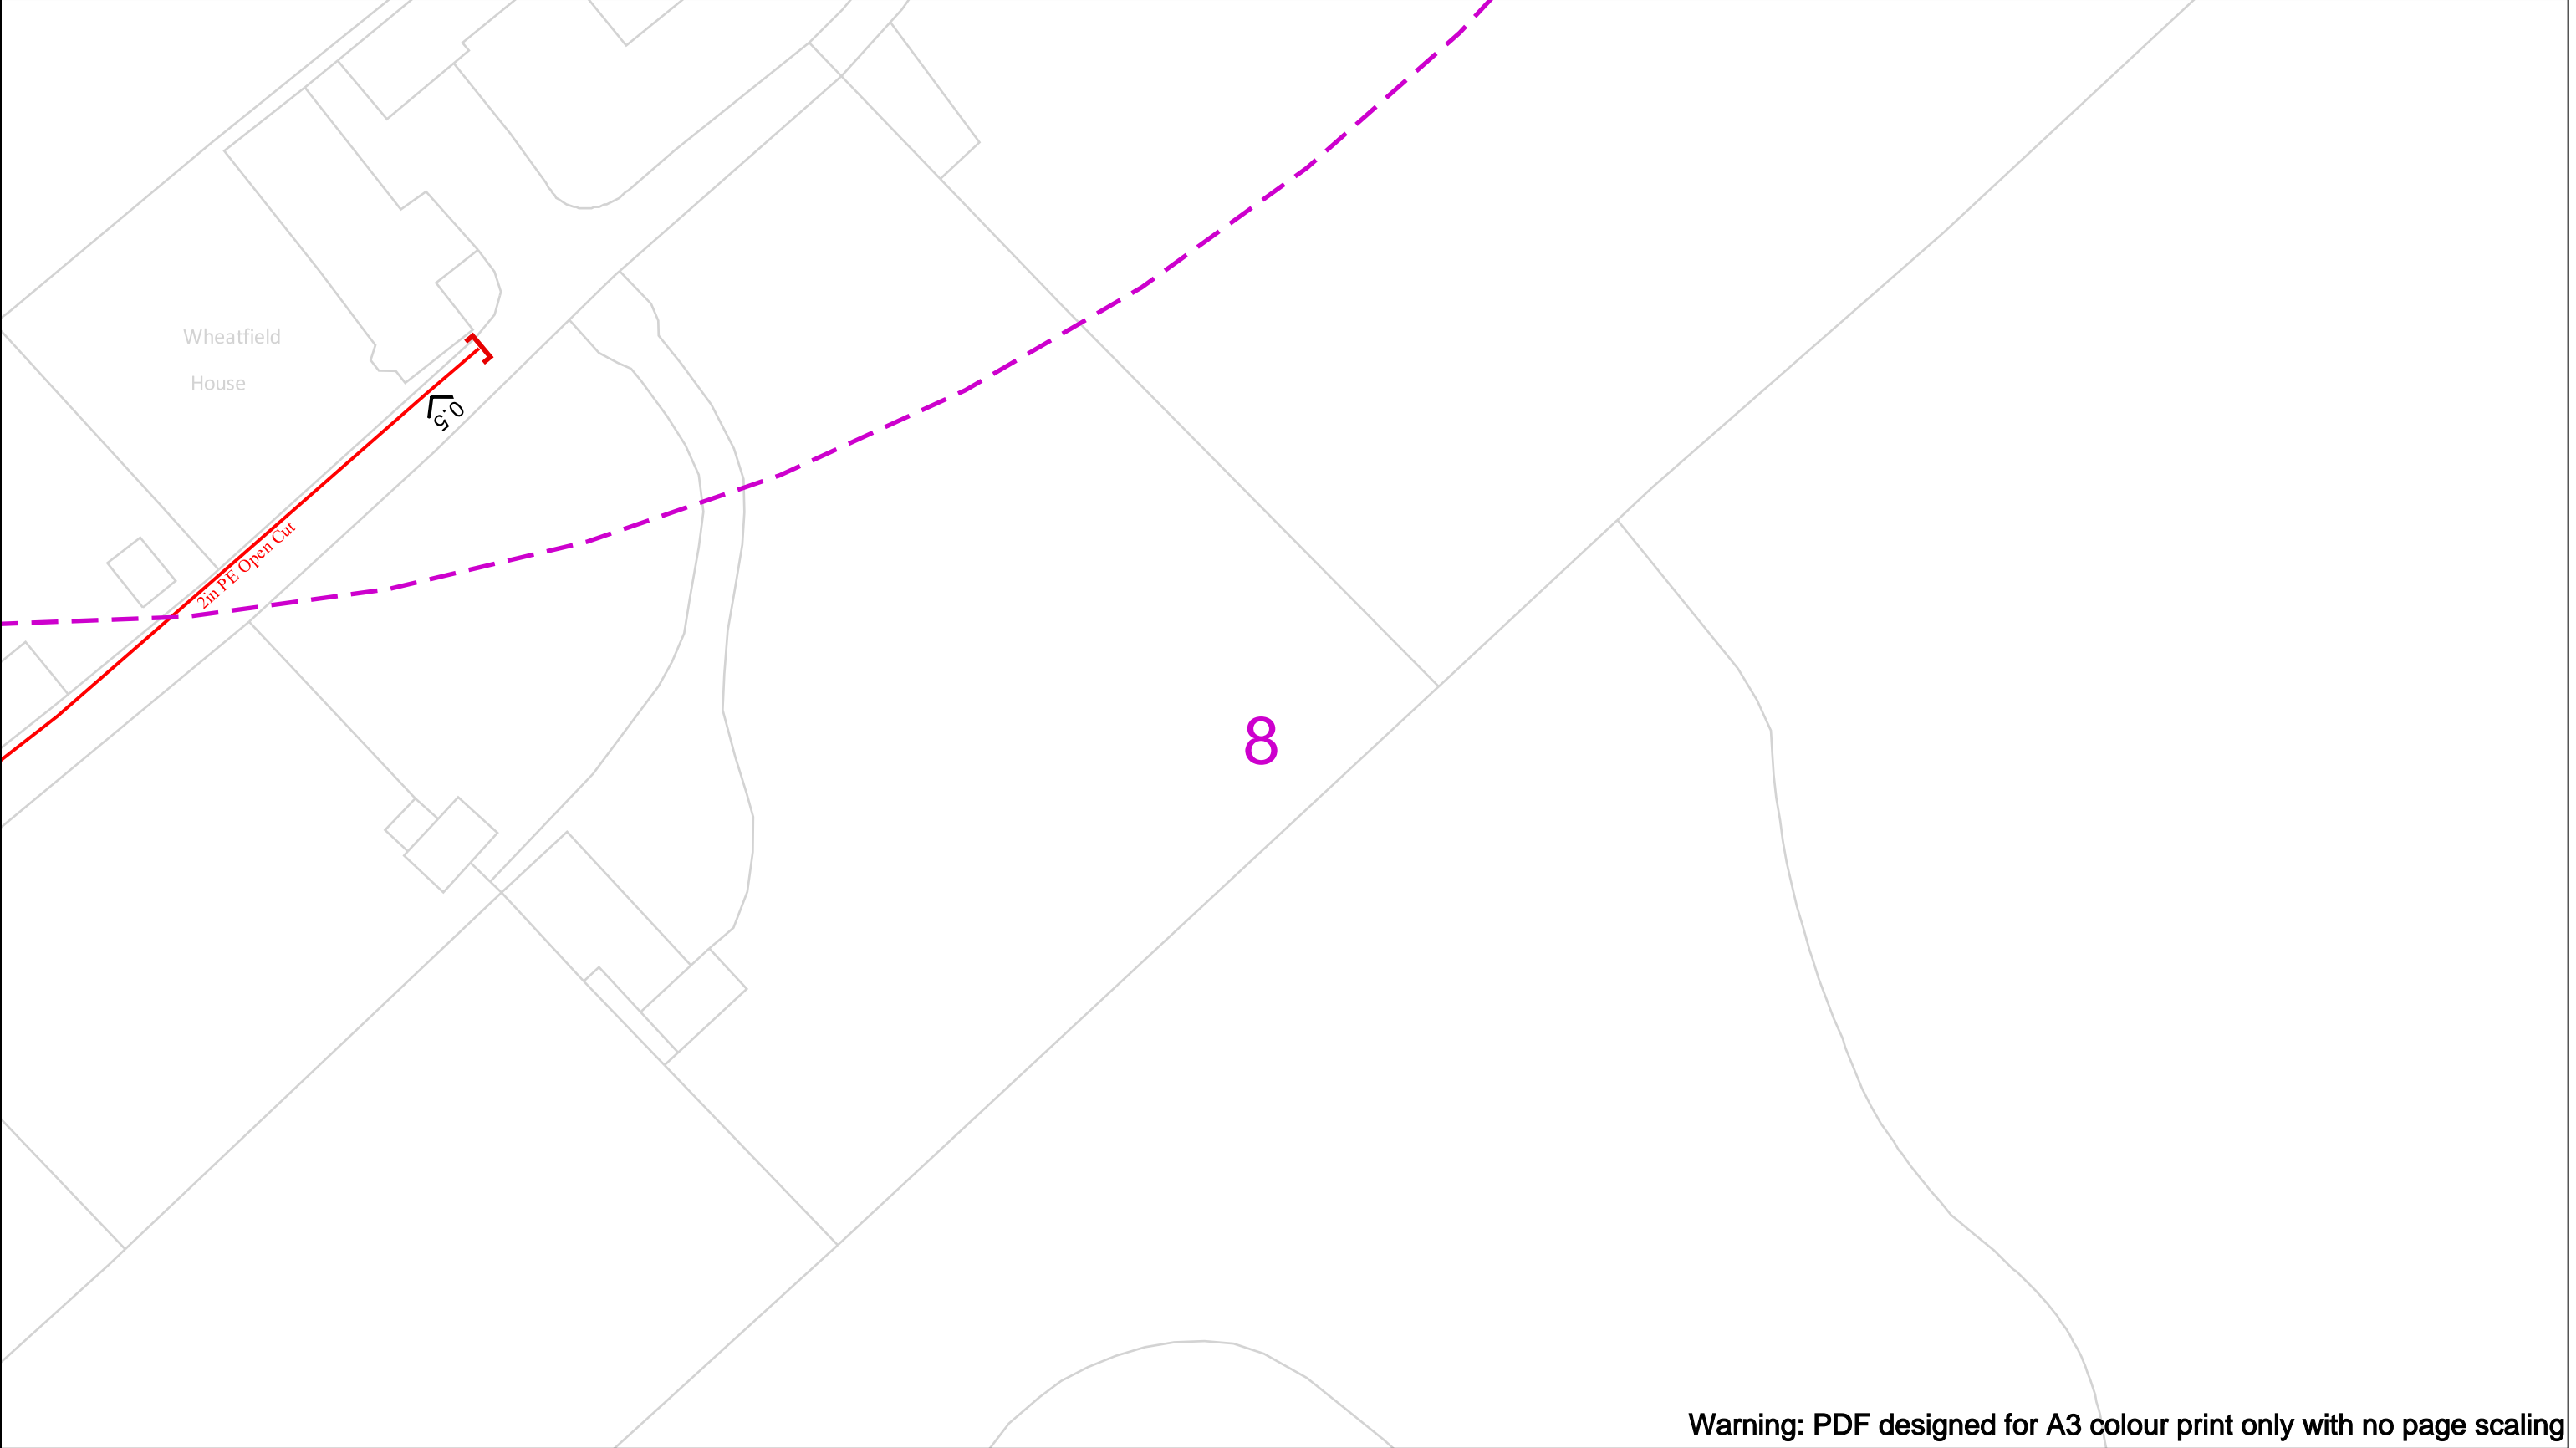 Wheatfield
House
0.5
2in PE Open Cut
8
Warning: PDF designed for A3 colour print only with no page scaling